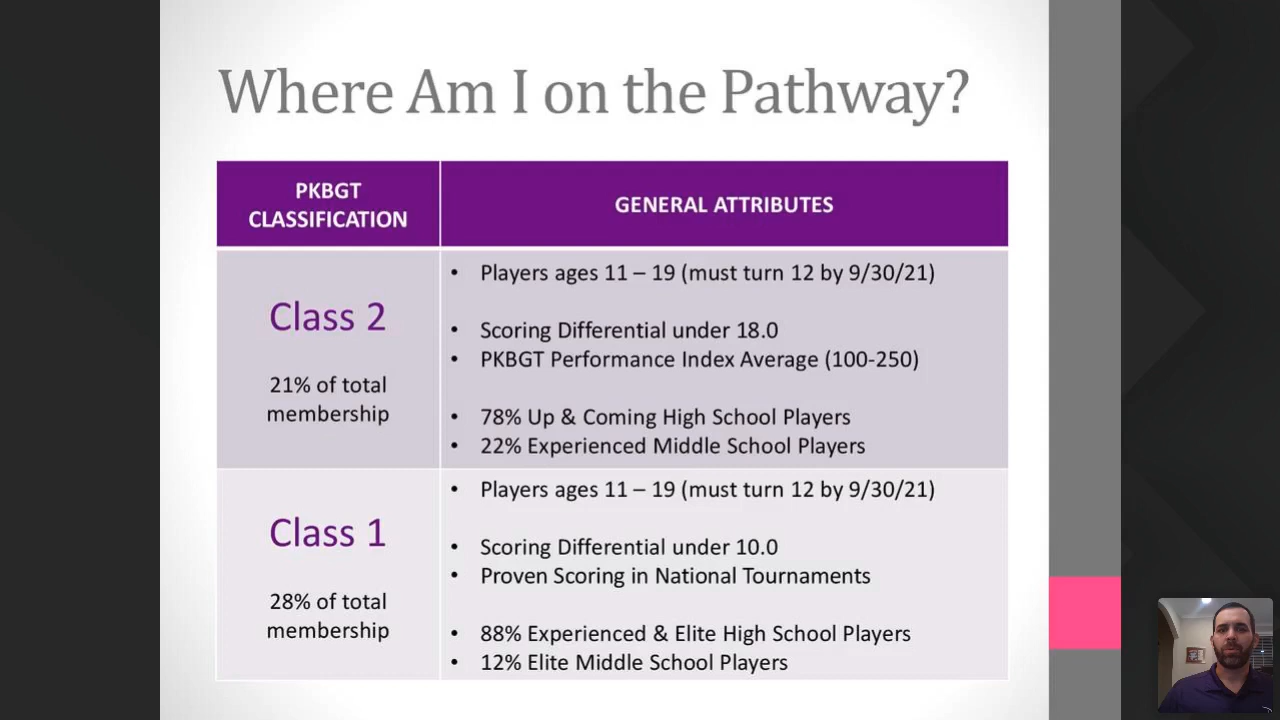 Where Am I on the Pathway?
PKBGT
CLASSIFICATION
GENERAL ATTRIBUTES
Class 2
21% of total
membership
• Players ages 11 – 19 (must turn 12 by 9/30/21)
• Scoring Differential under 18.0
• PKBGT Performance Index Average (100-250)
• 78% Up & Coming High School Players
• 22% Experienced Middle School Players
Class 1
28% of total
membership
• Players ages 11 – 19 (must turn 12 by 9/30/21)
• Scoring Differential under 10.0
• Proven Scoring in National Tournaments
• 88% Experienced & Elite High School Players
• 12% Elite Middle School Players